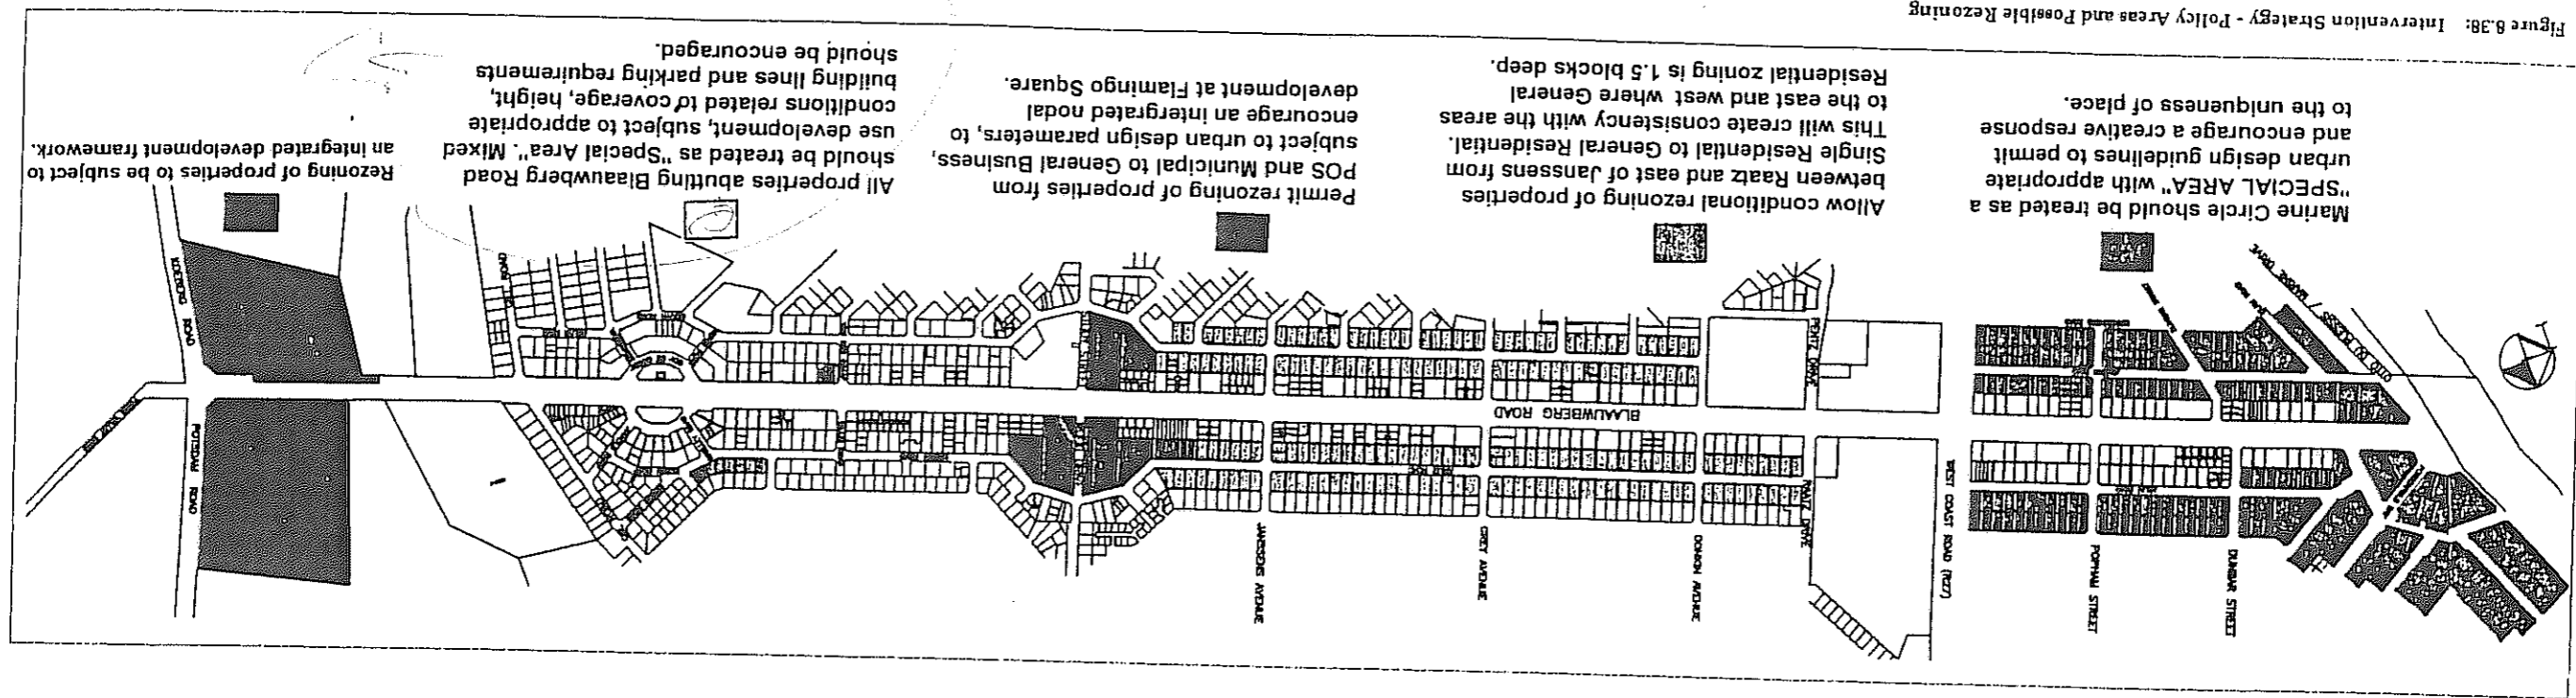 Marine Circle should be treated as a
"SPECIAL AREA" with appropriate
urban design guidelines to permit
and encourage a creative response
to the uniqueness of place.
Allow conditional rezoning of properties
between Raatz and east of Janssens from
Single Residential to General Residential.
This will create consistency with the areas
to the east and west where General
Residential zoning is 1.5 blocks deep.
Permit rezoning of properties from
POS and Municipal to General Business,
subject to urban design parameters, to
encourage an intergrated nodal
development at Flamingo Square.
All properties abutting Blaauwberg Road
should be treated as "Special Area". Mixed
use development, subject to appropriate
conditions related to coverage, height,
building lines and parking requirements
should be encouraged.
Rezoning of properties to be subject to
an integrated development framework.
DUNBAR STREET
POPHAM STREET
WEST COAST ROAD (R27)
RAATZ DRIVE
DONKIN AVENUE
GREY AVENUE
JANSSENS AVENUE
POTSDAM ROAD
BLAAUWBERG ROAD
PENTZ DRIVE
MARINE DRIVE
KOEBERG ROAD
Figure 8.38: Intervention Strategy - Policy Areas and Possible Rezoning